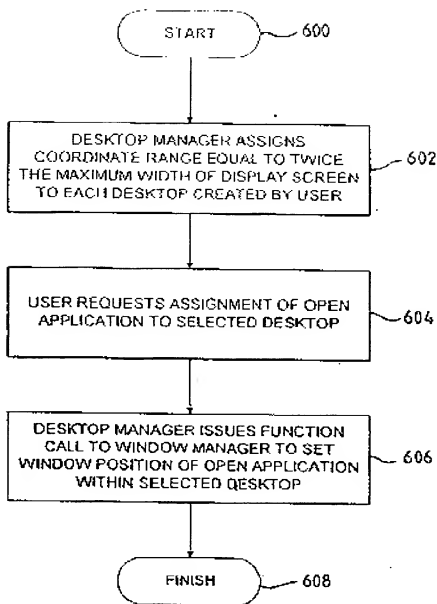 START
600
DESKTOP MANAGER ASSIGNS
COORDINATE RANGE EQUAL TO TWICE
THE MAXIMUM WIDTH OF DISPLAY SCREEN
TO EACH DESKTOP CREATED BY USER
602
USER REQUESTS ASSIGNMENT OF OPEN
APPLICATION TO SELECTED DESKTOP
604
DESKTOP MANAGER ISSUES FUNCTION
CALL TO WINDOW MANAGER TO SET
WINDOW POSITION OF OPEN APPLICATION
WITHIN SELECTED DESKTOP
606
FINISH
608